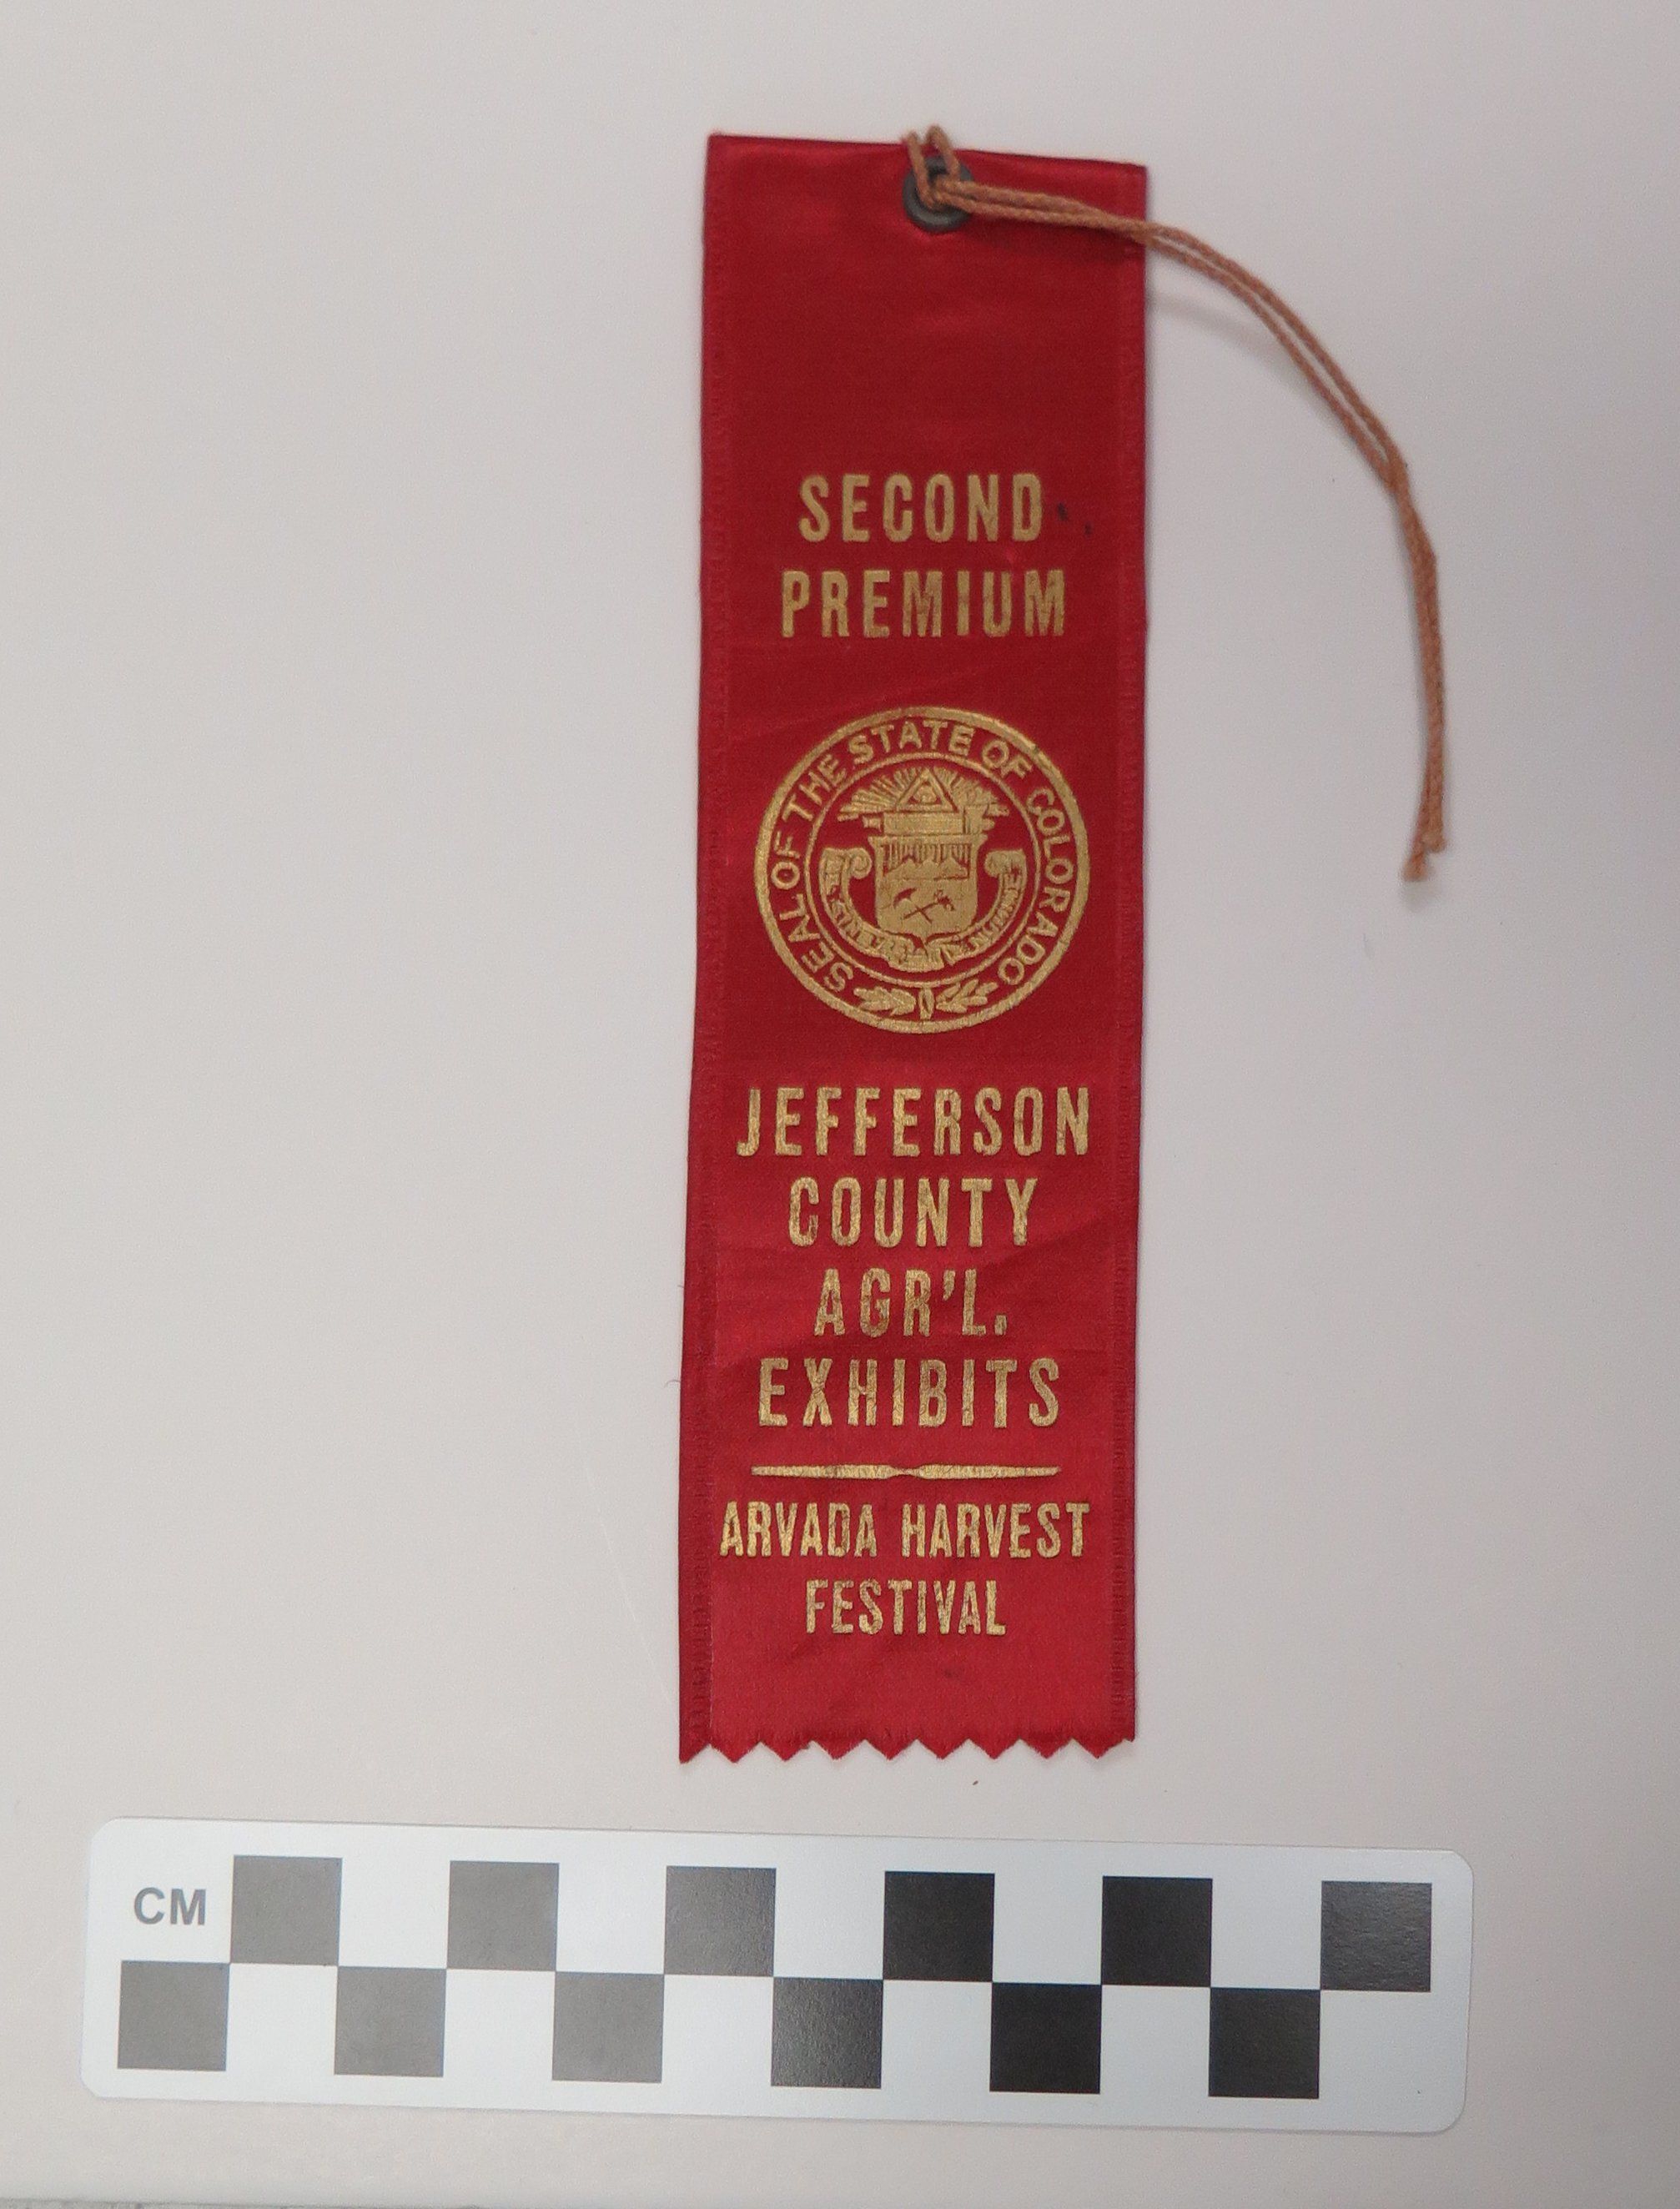 SECOND
PREMIUM
SEAL OF THE STATE OF COLORADO
JEFFERSON
COUNTY
AGR'L.
EXHIBITS
ARVADA HARVEST
FESTIVAL
CM